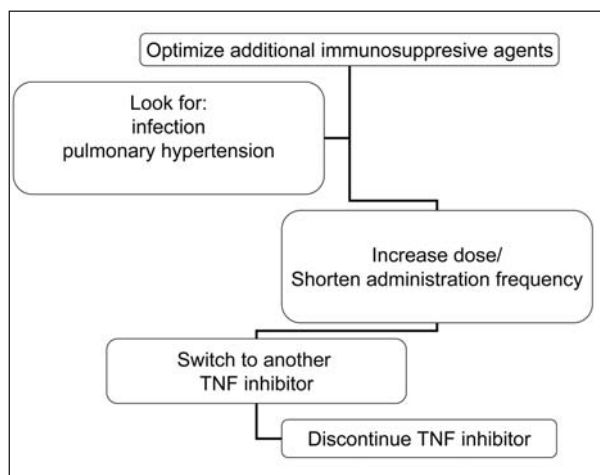 Optimize additional immunosuppresive agents
Look for:
infection
pulmonary hypertension
Increase dose/
Shorten administration frequency
Switch to another
TNF inhibitor
Discontinue TNF inhibitor